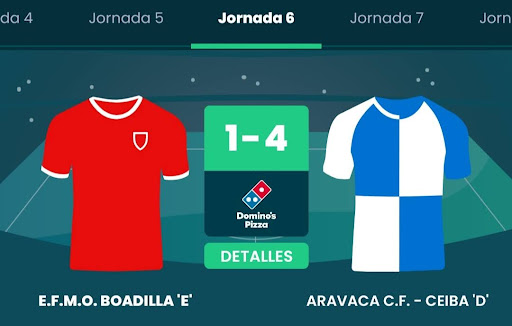 da 4 Jornada 5 Jornada 6 Jornada 7 Jorn
1-4
Domino's
Pizza
DETALLES
E.F.M.O. BOADILLA 'E' ARAVACA C.F. - CEIBA 'D'